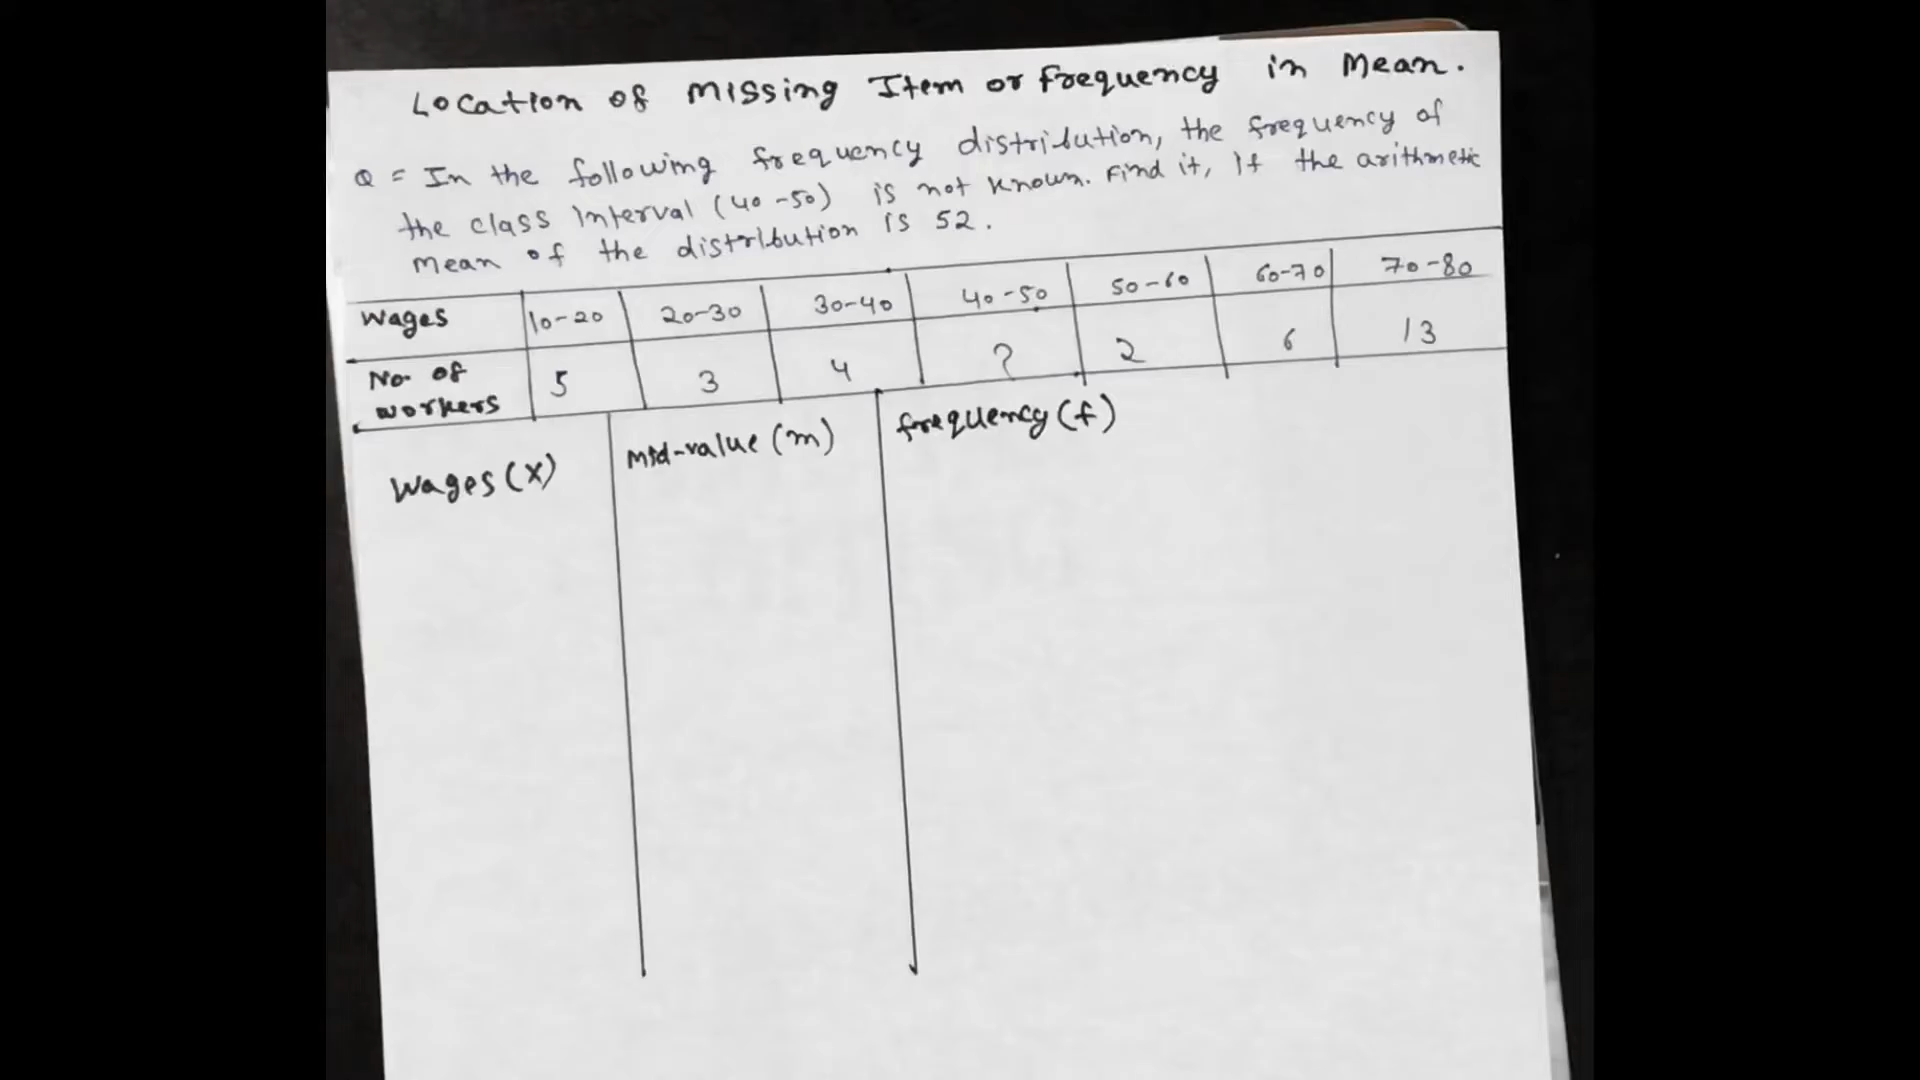 Location of Missing Item or frequency in Mean.
Q = In the following frequency distribution, the frequency of
the class interval (40-50) is not known. Find it, If the arithmetic
Mean of the distribution is 52.
Wages 10-20 20-30 30-40 40-50 50-60 60-70 70-80
No. of workers 5 3 4 ? 2 6 13
Wages (X) Mid-value (m) frequency (f)